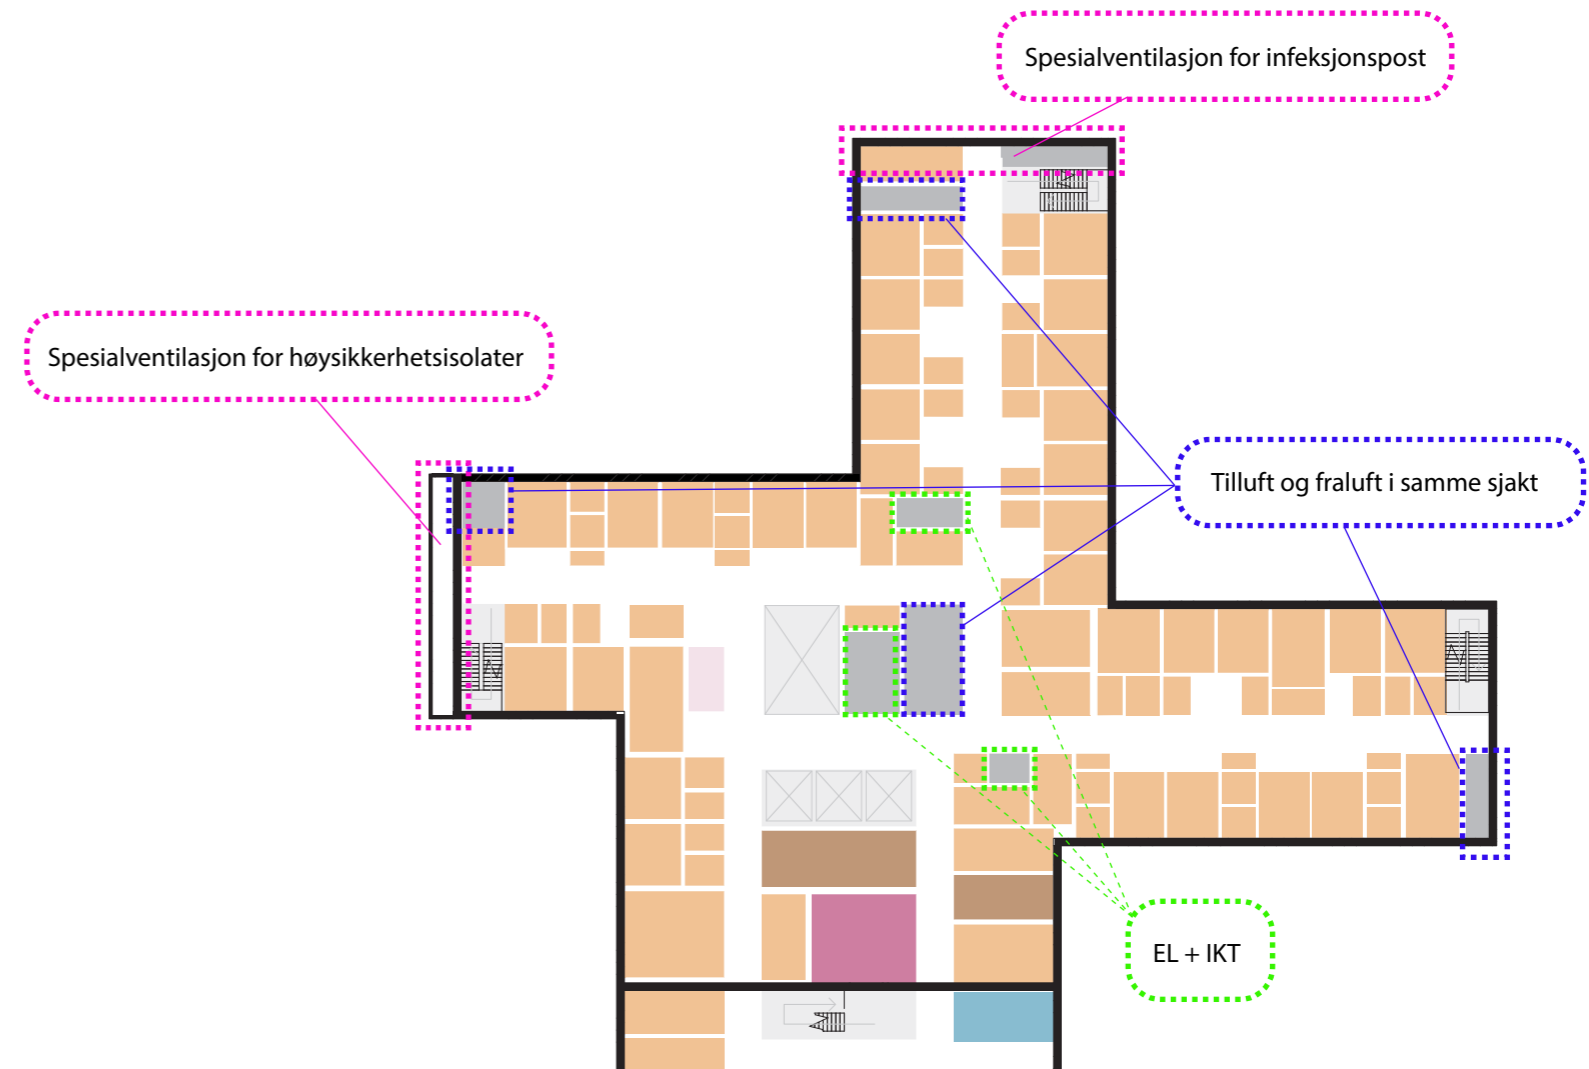 Spesialventilasjon for infeksjonspost
Spesialventilasjon for høysikkerhetsisolater
Tilluft og fraluft i samme sjakt
EL + IKT